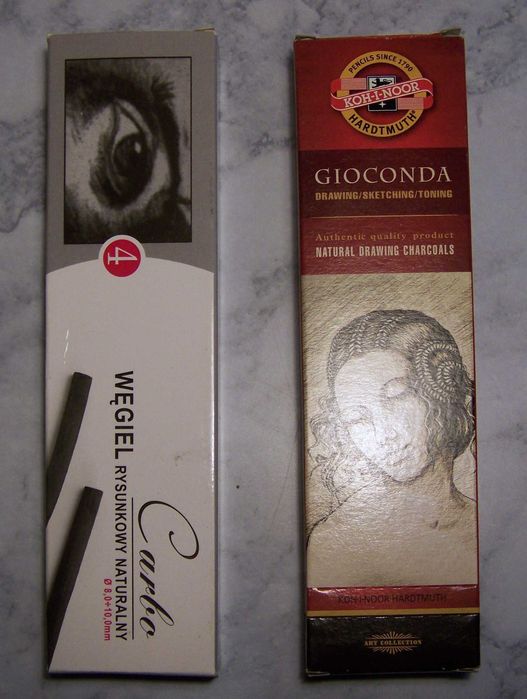 4
Carbo
WĘGIEL RYSUNKOWY NATURALNY
Ø 8,0÷10,0mm
PENCILS SINCE 1790
KOH-I-NOOR
HARDTMUTH®
GIOCONDA
DRAWING/SKETCHING/TONING
Authentic quality product
NATURAL DRAWING CHARCOALS
KOH-I-NOOR HARDTMUTH
ART COLLECTION